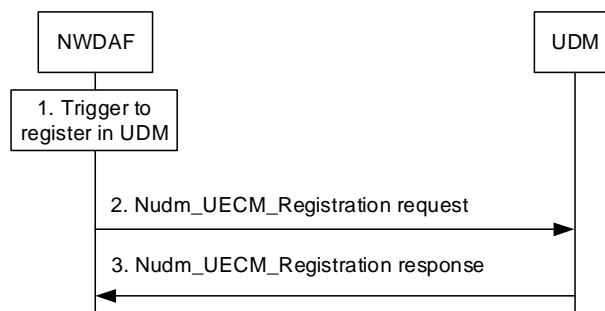 NWDAF
UDM
1. Trigger to
register in UDM
2. Nudm_UECM_Registration request
3. Nudm_UECM_Registration response